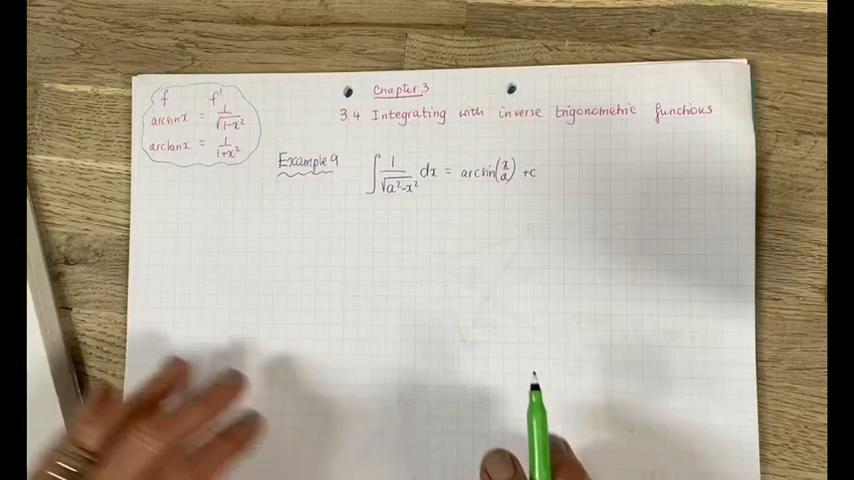 Chapter 3
3.4 Integrating with inverse trigonometric functions
f f'
arcsin x = 1/√(1-x²)
arctan x = 1/(1+x²)
Example 9 ∫ 1/√(a²-x²) dx = arcsin(x/a) +c